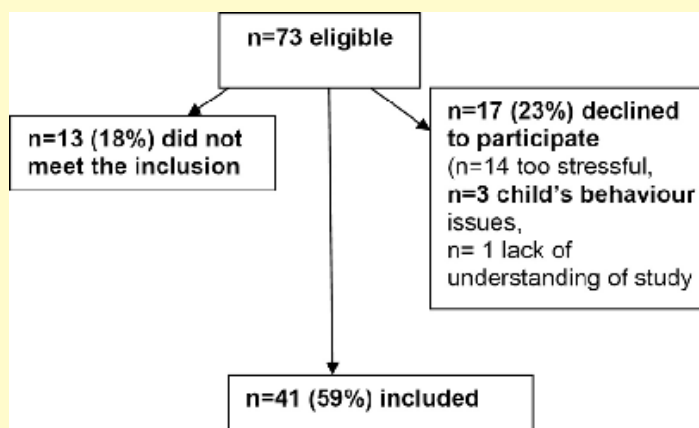 n=73 eligible
n=13 (18%) did not
meet the inclusion
n=17 (23%) declined
to participate
(n=14 too stressful,
n=3 child's behaviour
issues,
n= 1 lack of
understanding of study
n=41 (59%) included